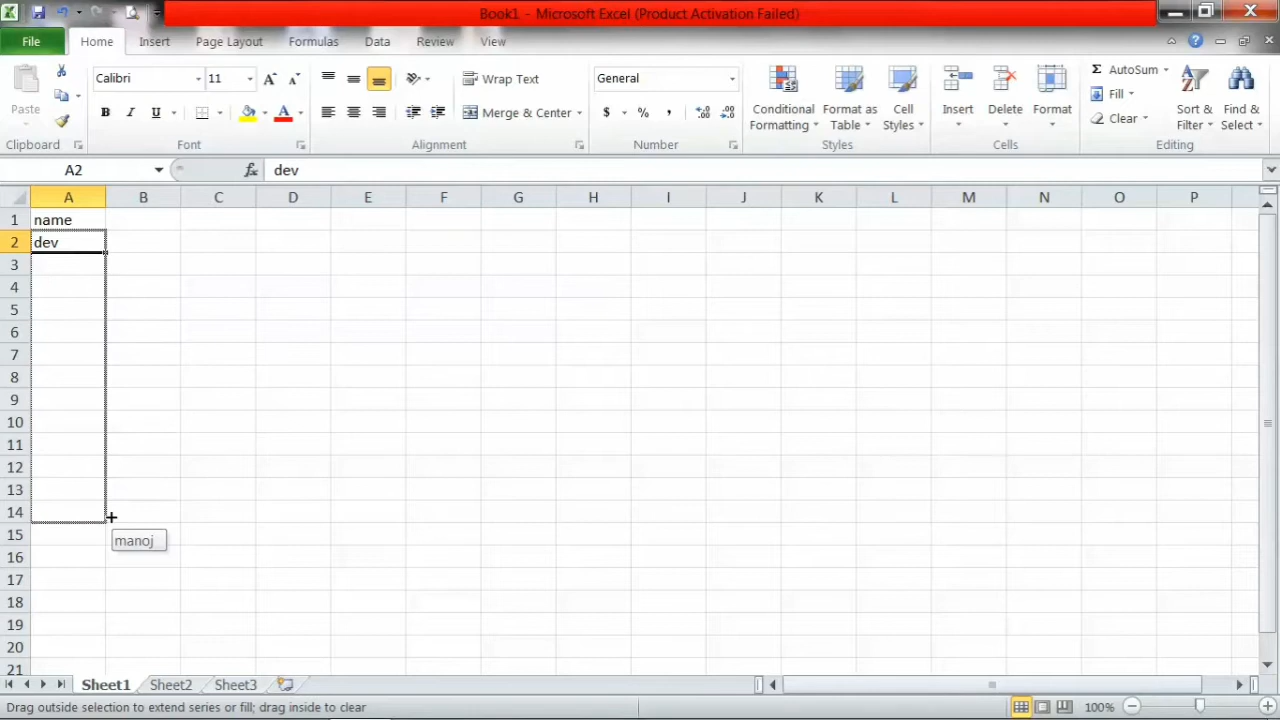 Book1 - Microsoft Excel (Product Activation Failed)
File Home Insert Page Layout Formulas Data Review View
Calibri 11 Wrap Text General AutoSum
Paste Conditional Formatting Format as Table Cell Styles Insert Delete Format Fill Sort & Filter Find & Select
B I U Merge & Center $ % , Clear
Clipboard Font Alignment Number Styles Cells Editing
A2 fx dev
A B C D E F G H I J K L M N O P
1 name
2 dev
3
4
5
6
7
8
9
10
11
12
13
14
15 manoj
16
17
18
19
20
21
Sheet1 Sheet2 Sheet3
Drag outside selection to extend series or fill; drag inside to clear 100%